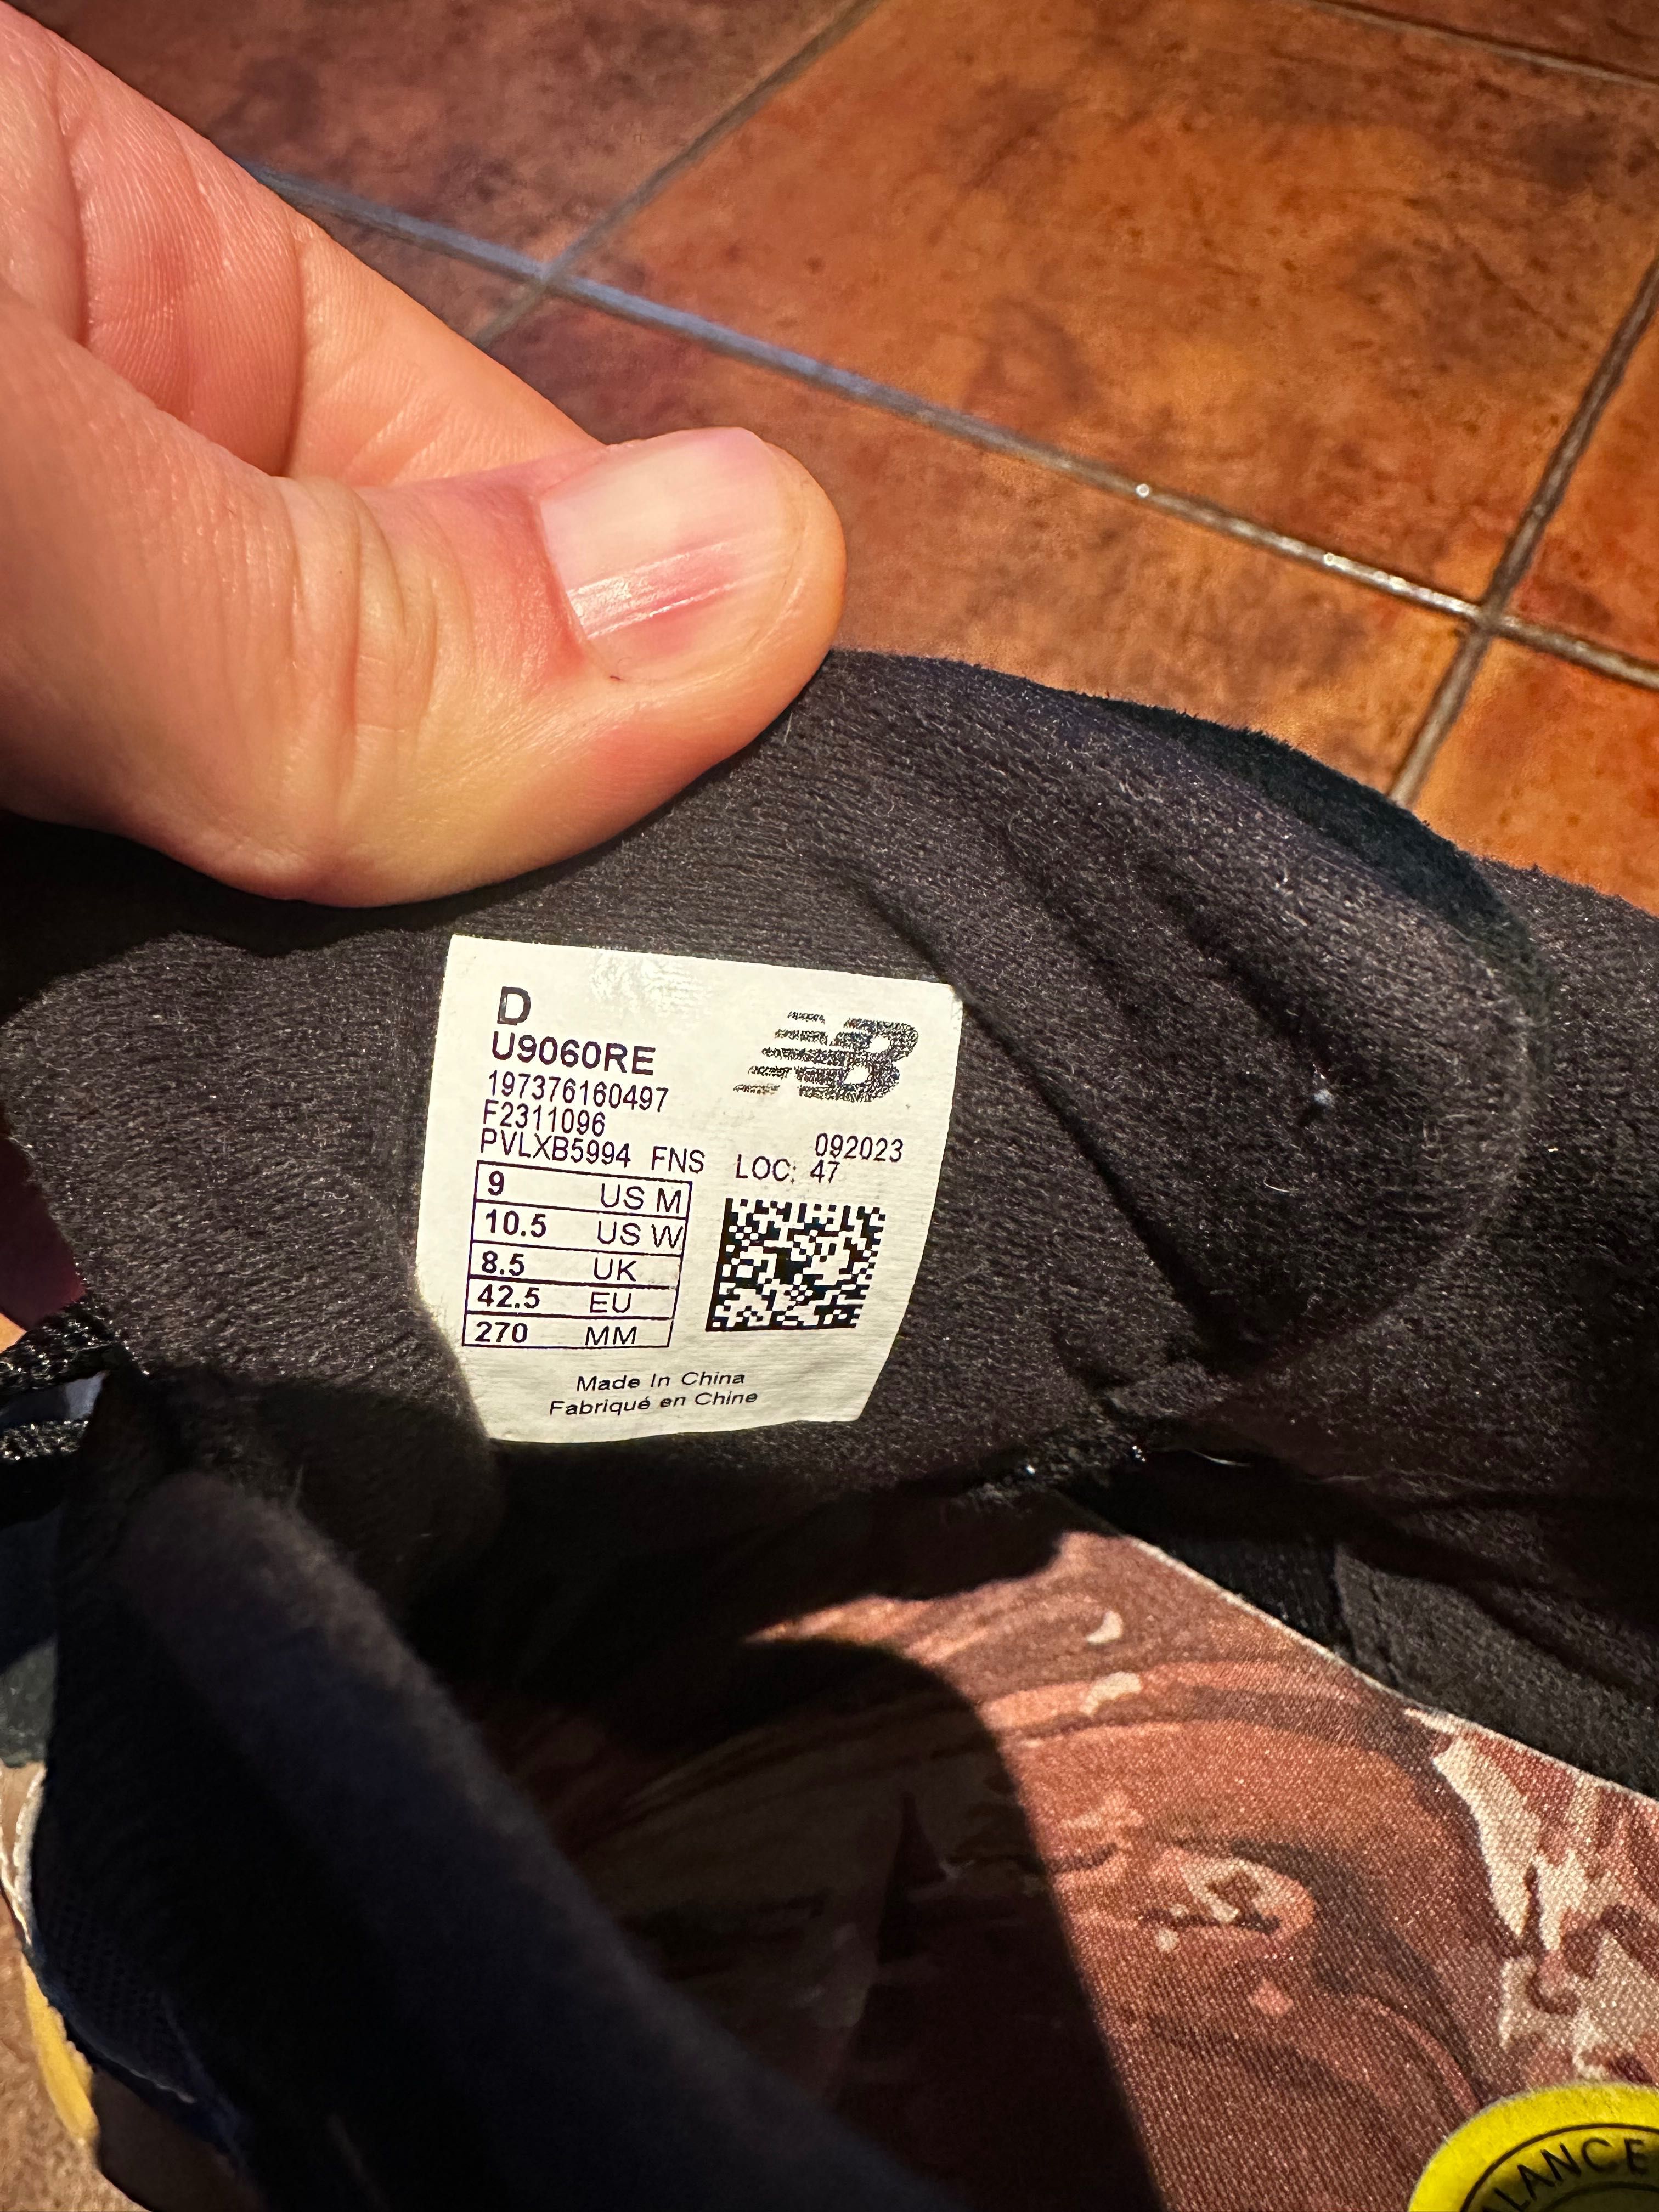 D
U9060RE
197376160497
F2311096
PVLXB5994 FNS
092023
LOC: 47
9 US M
10.5 US W
8.5 UK
42.5 EU
270 MM
Made In China
Fabriqué en Chine